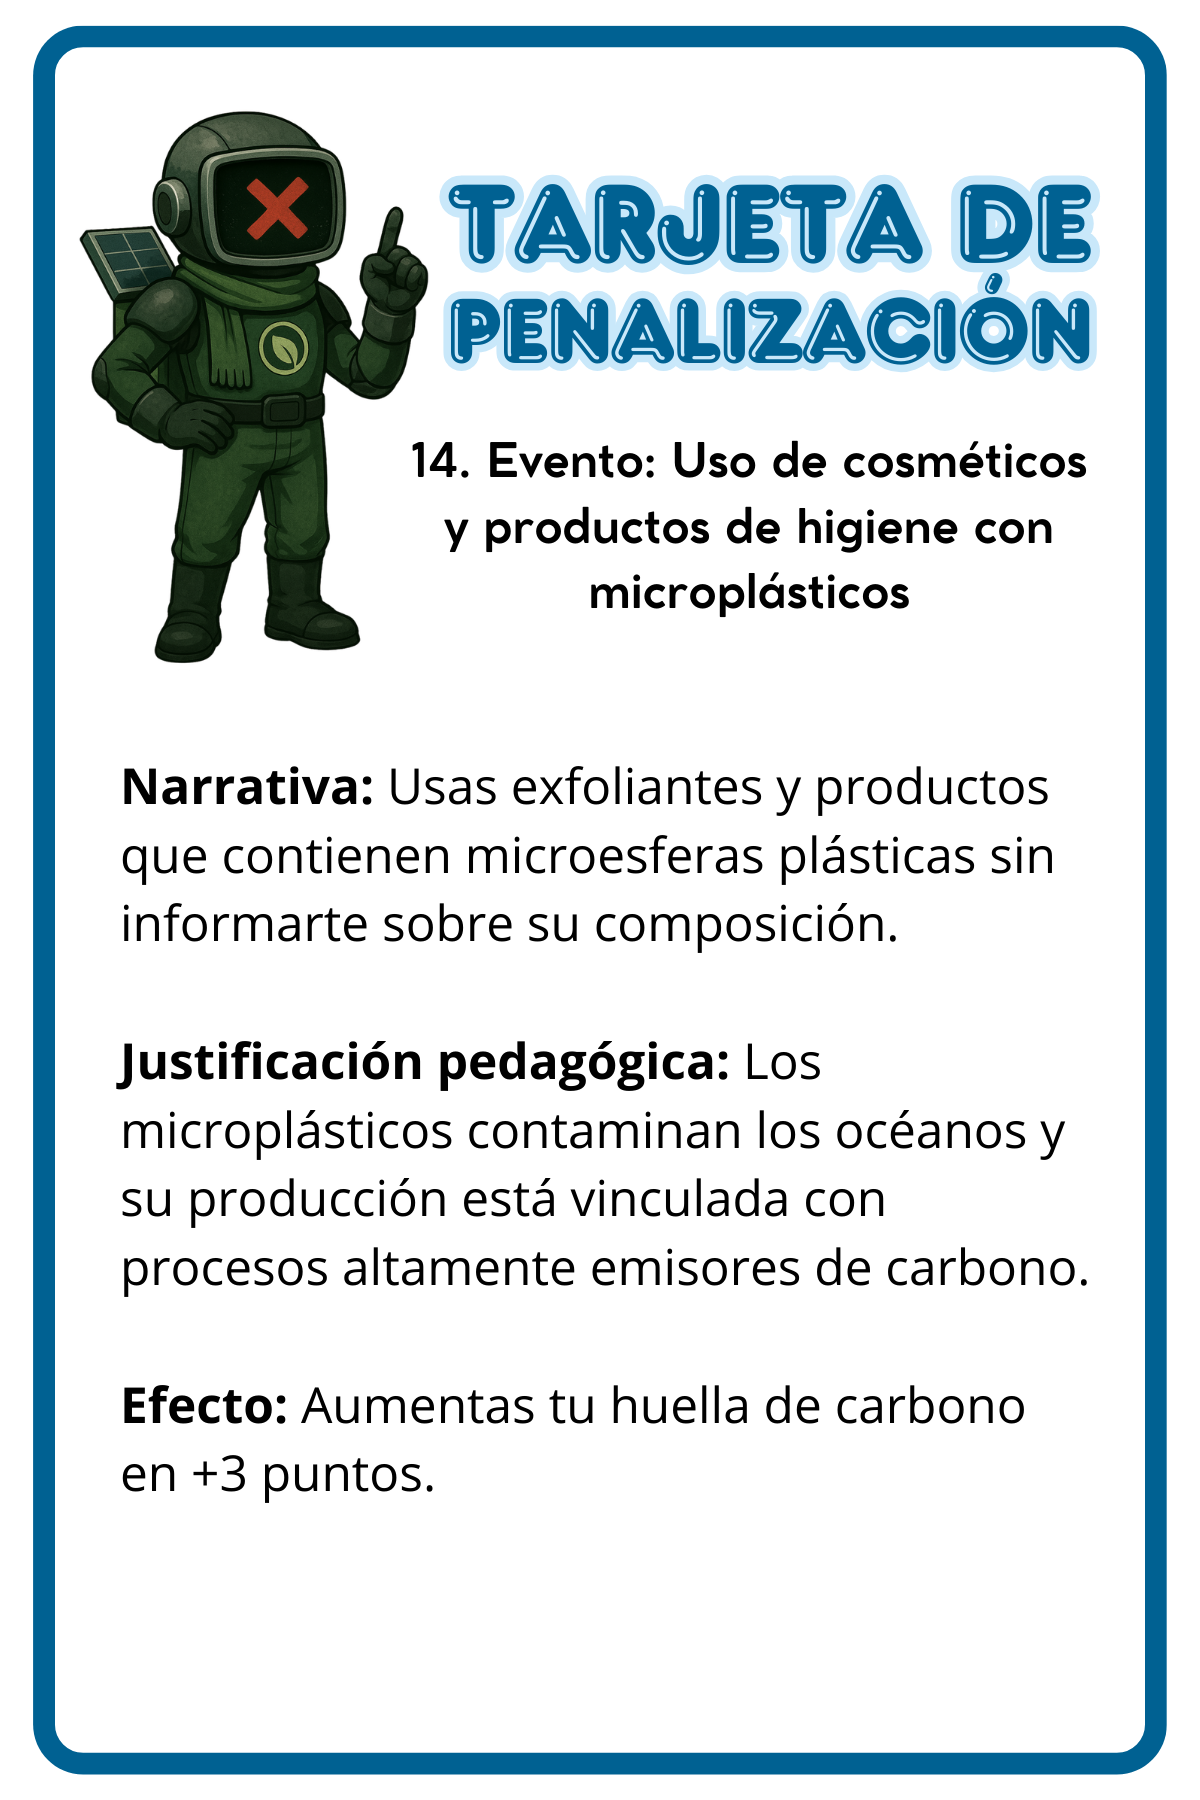 TARJETA DE
PENALIZACIÓN
14. Evento: Uso de cosméticos
y productos de higiene con
microplásticos
Narrativa: Usas exfoliantes y productos
que contienen microesferas plásticas sin
informarte sobre su composición.
Justificación pedagógica: Los
microplásticos contaminan los océanos y
su producción está vinculada con
procesos altamente emisores de carbono.
Efecto: Aumentas tu huella de carbono
en +3 puntos.